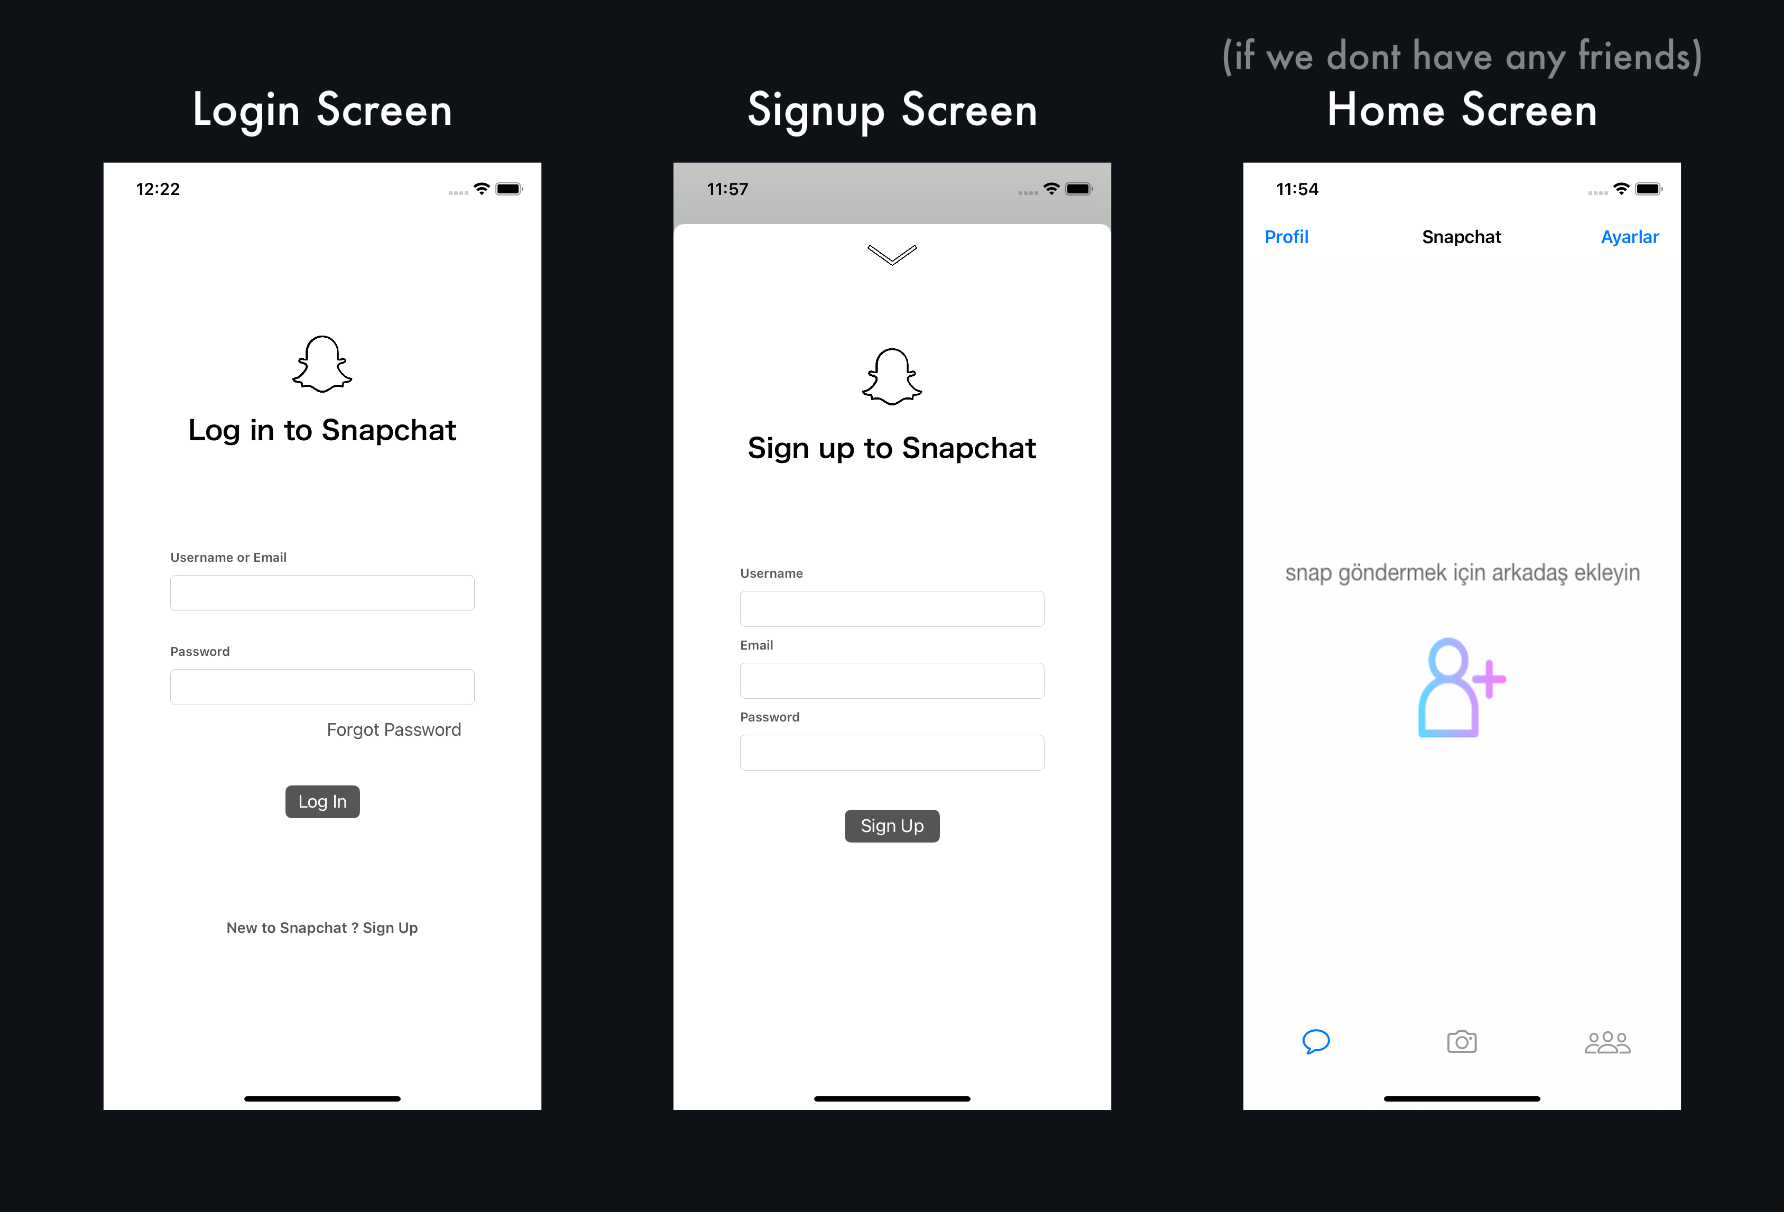 (if we dont have any friends)
Login Screen
Signup Screen
Home Screen
12:22
Log in to Snapchat
Username or Email
Password
Forgot Password
Log In
New to Snapchat ? Sign Up
11:57
Sign up to Snapchat
Username
Email
Password
Sign Up
11:54
Profil
Snapchat
Ayarlar
snap göndermek için arkadaş ekleyin